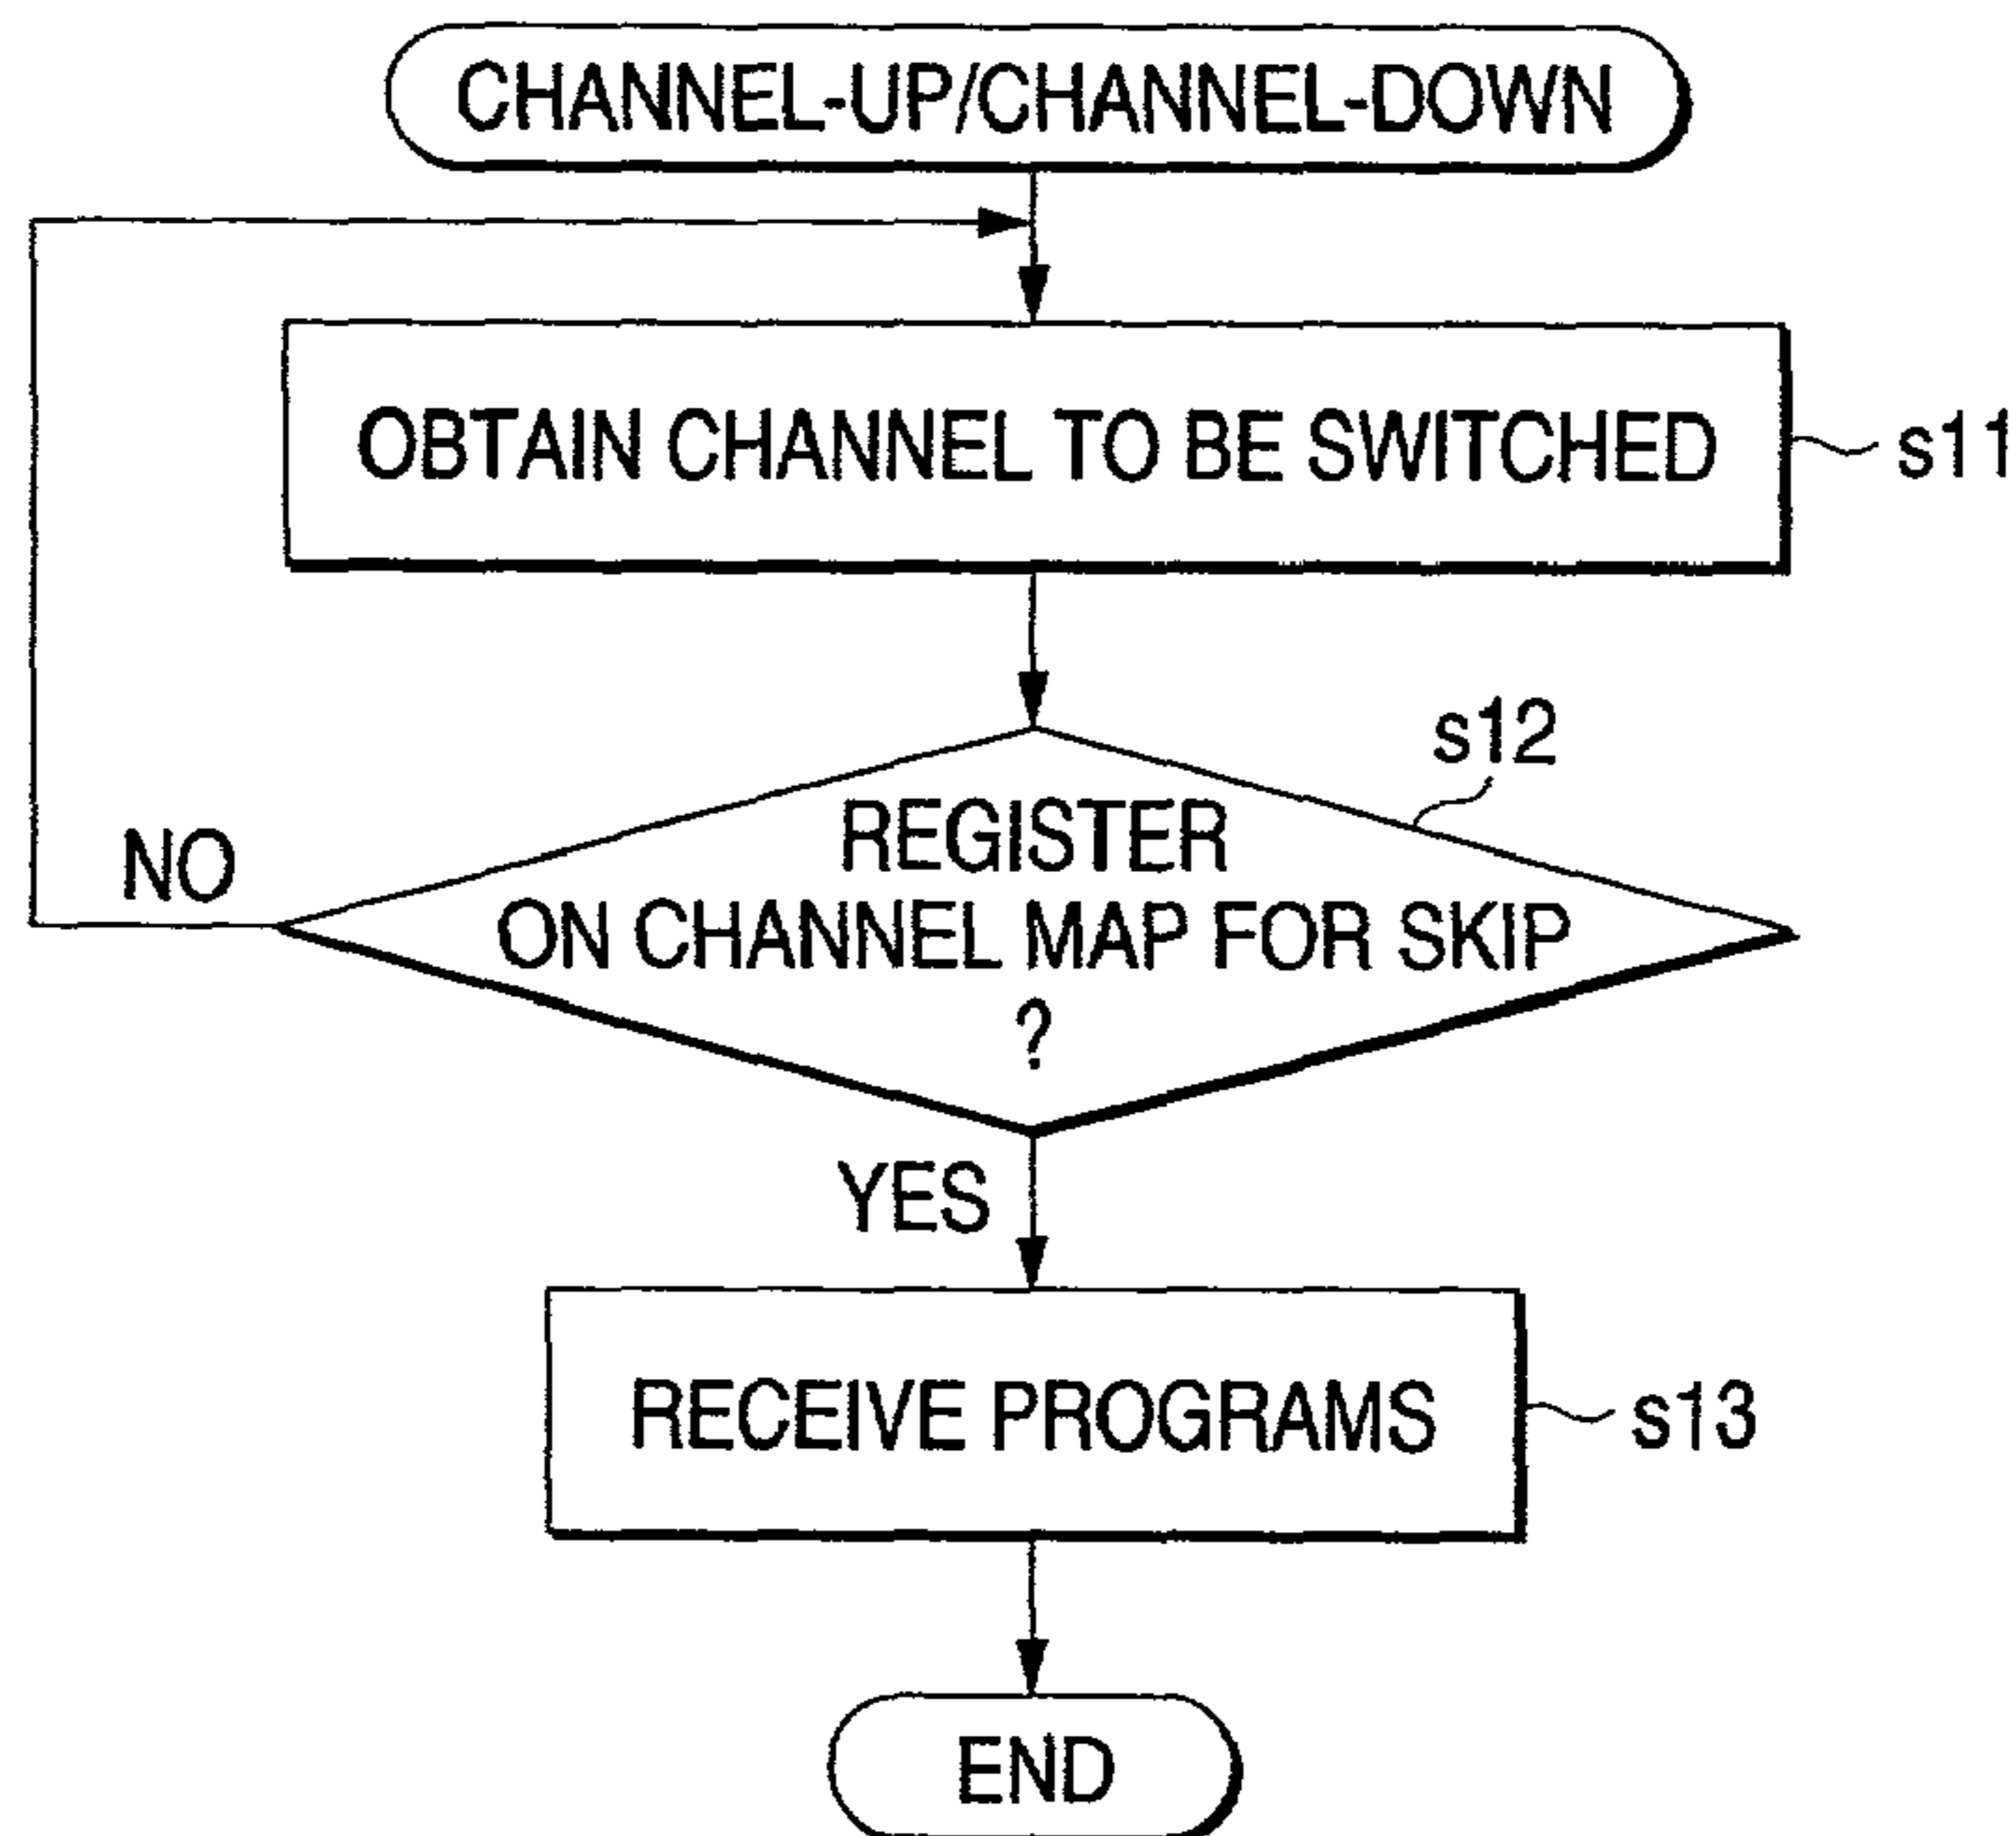 CHANNEL-UP/CHANNEL-DOWN
OBTAIN CHANNEL TO BE SWITCHED
s11
s12
REGISTER
ON CHANNEL MAP FOR SKIP
?
NO
YES
RECEIVE PROGRAMS
s13
END